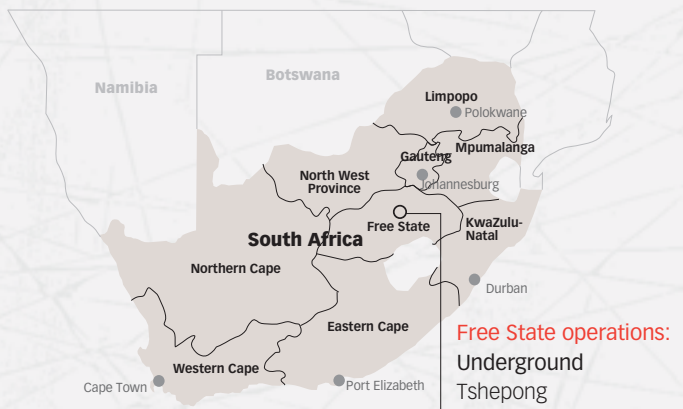 Namibia
Botswana
Limpopo
Polokwane
Mpumalanga
Gauteng
Johannesburg
North West
Province
Free State
KwaZulu-
Natal
South Africa
Northern Cape
Durban
Eastern Cape
Free State operations:
Underground
Western Cape
Cape Town
Port Elizabeth
Tshepong